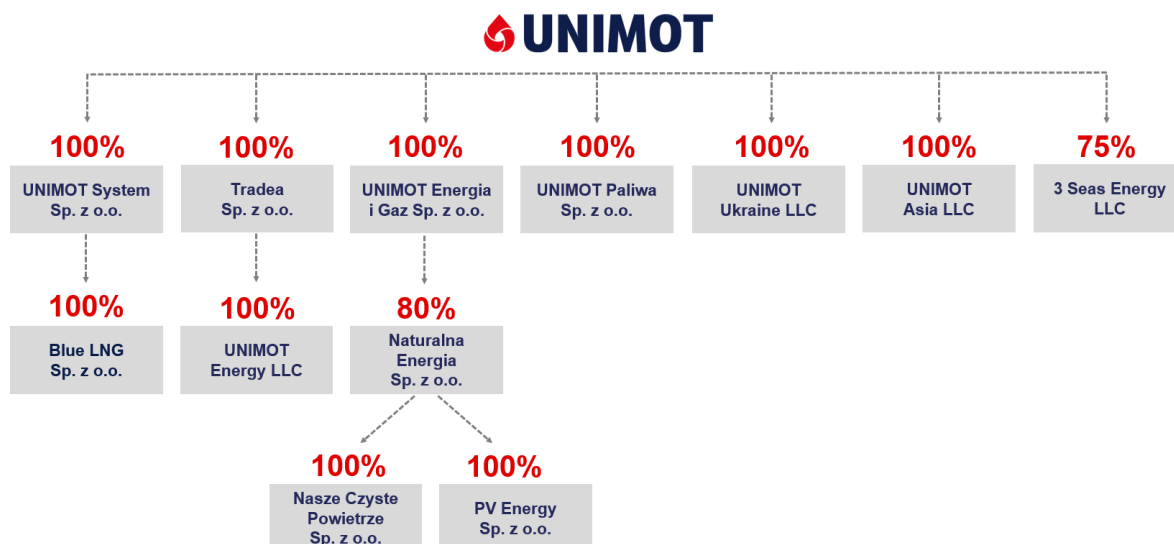 UNIMOT
100%
UNIMOT System
Sp. z o.o.
100%
Tradea
Sp. z o.o.
100%
UNIMOT Energia
i Gaz Sp. z o.o.
100%
UNIMOT Paliwa
Sp. z o.o.
100%
UNIMOT
Ukraine LLC
100%
UNIMOT
Asia LLC
75%
3 Seas Energy
LLC
100%
Blue LNG
Sp. z o.o.
100%
UNIMOT
Energy LLC
80%
Naturalna
Energia
Sp. z o.o.
100%
Nasze Czyste
Powietrze
Sp. z o.o.
100%
PV Energy
Sp. z o.o.